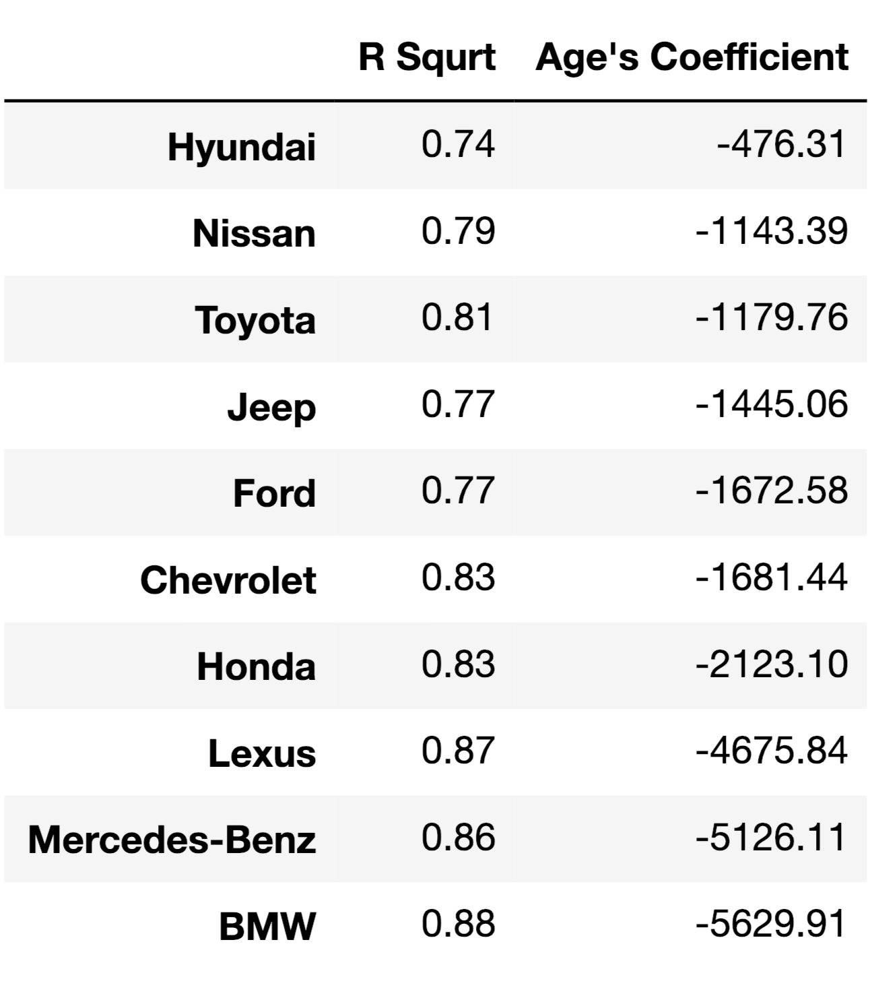 R Squrt Age's Coefficient
Hyundai 0.74 -476.31
Nissan 0.79 -1143.39
Toyota 0.81 -1179.76
Jeep 0.77 -1445.06
Ford 0.77 -1672.58
Chevrolet 0.83 -1681.44
Honda 0.83 -2123.10
Lexus 0.87 -4675.84
Mercedes-Benz 0.86 -5126.11
BMW 0.88 -5629.91